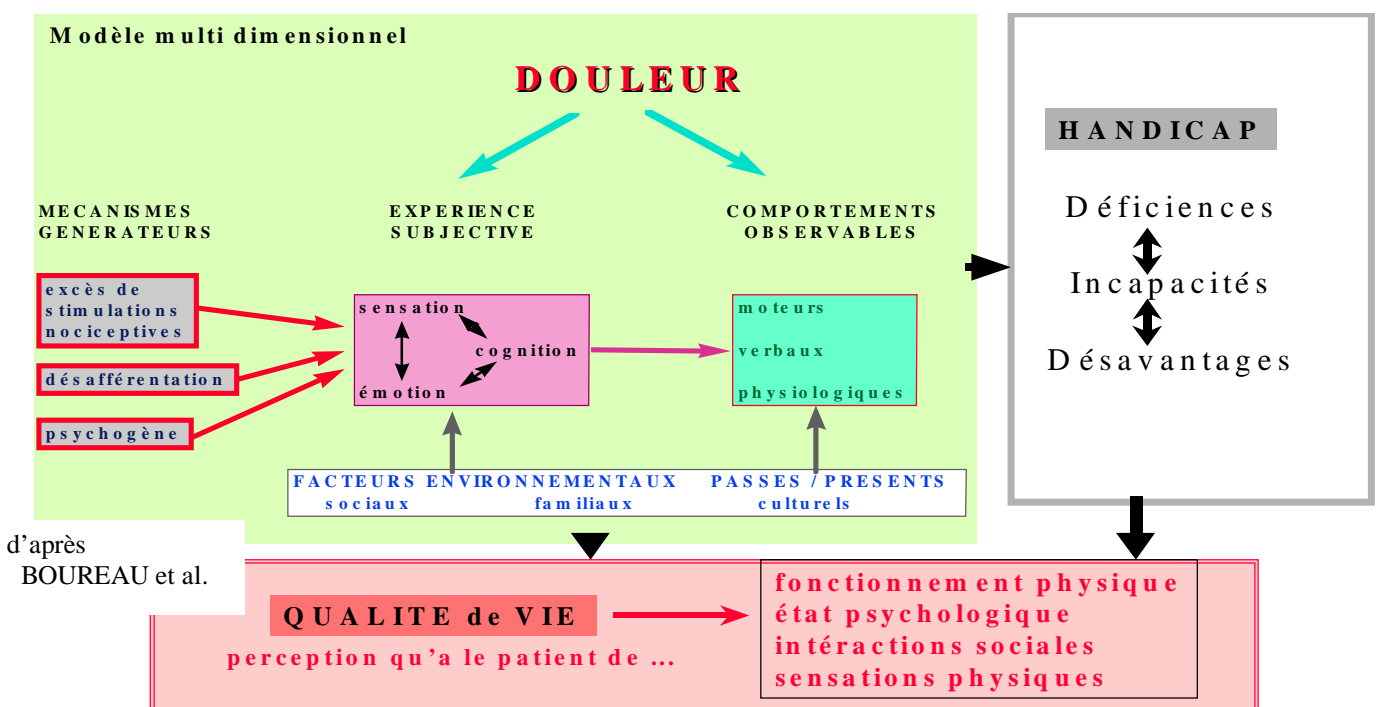 Modèle multi dimensionnel
DOULEUR
MECANISMES
GENERATEURS
EXPERIENCE
SUBJECTIVE
COMPORTEMENTS
OBSERVABLES
excès de
stimulations
nociceptives
désafférentation
psychogène
sensation
cognition
émotion
moteurs
verbaux
physiologiques
FACTEURS ENVIRONNEMENTAUX PASSES / PRESENTS
sociaux familiaux culturels
HANDICAP
Déficiences
Incapacités
Désavantages
d'après
BOUREAU et al.
QUALITE de VIE
perception qu'a le patient de ...
fonctionnement physique
état psychologique
intéractions sociales
sensations physiques